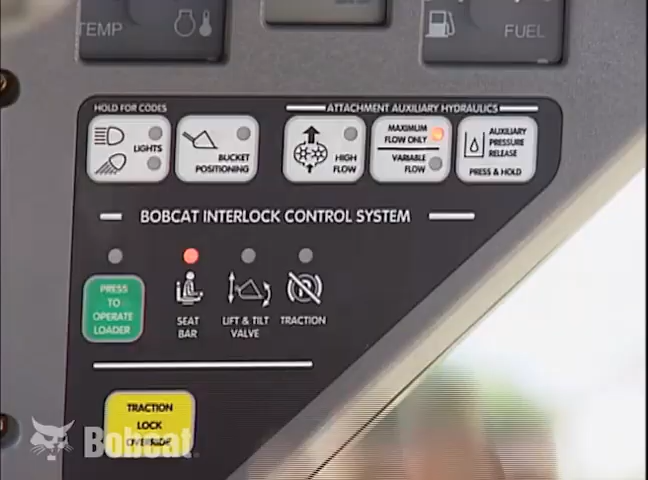 TEMP
FUEL
HOLD FOR CODES
ATTACHMENT AUXILIARY HYDRAULICS
LIGHTS
BUCKET
POSITIONING
HIGH
FLOW
MAXIMUM
FLOW ONLY
VARIABLE
FLOW
AUXILIARY
PRESSURE
RELEASE
PRESS & HOLD
BOBCAT INTERLOCK CONTROL SYSTEM
PRESS
TO
OPERATE
LOADER
SEAT
BAR
LIFT & TILT
VALVE
TRACTION
TRACTION
LOCK
OVERRIDE
Bobcat